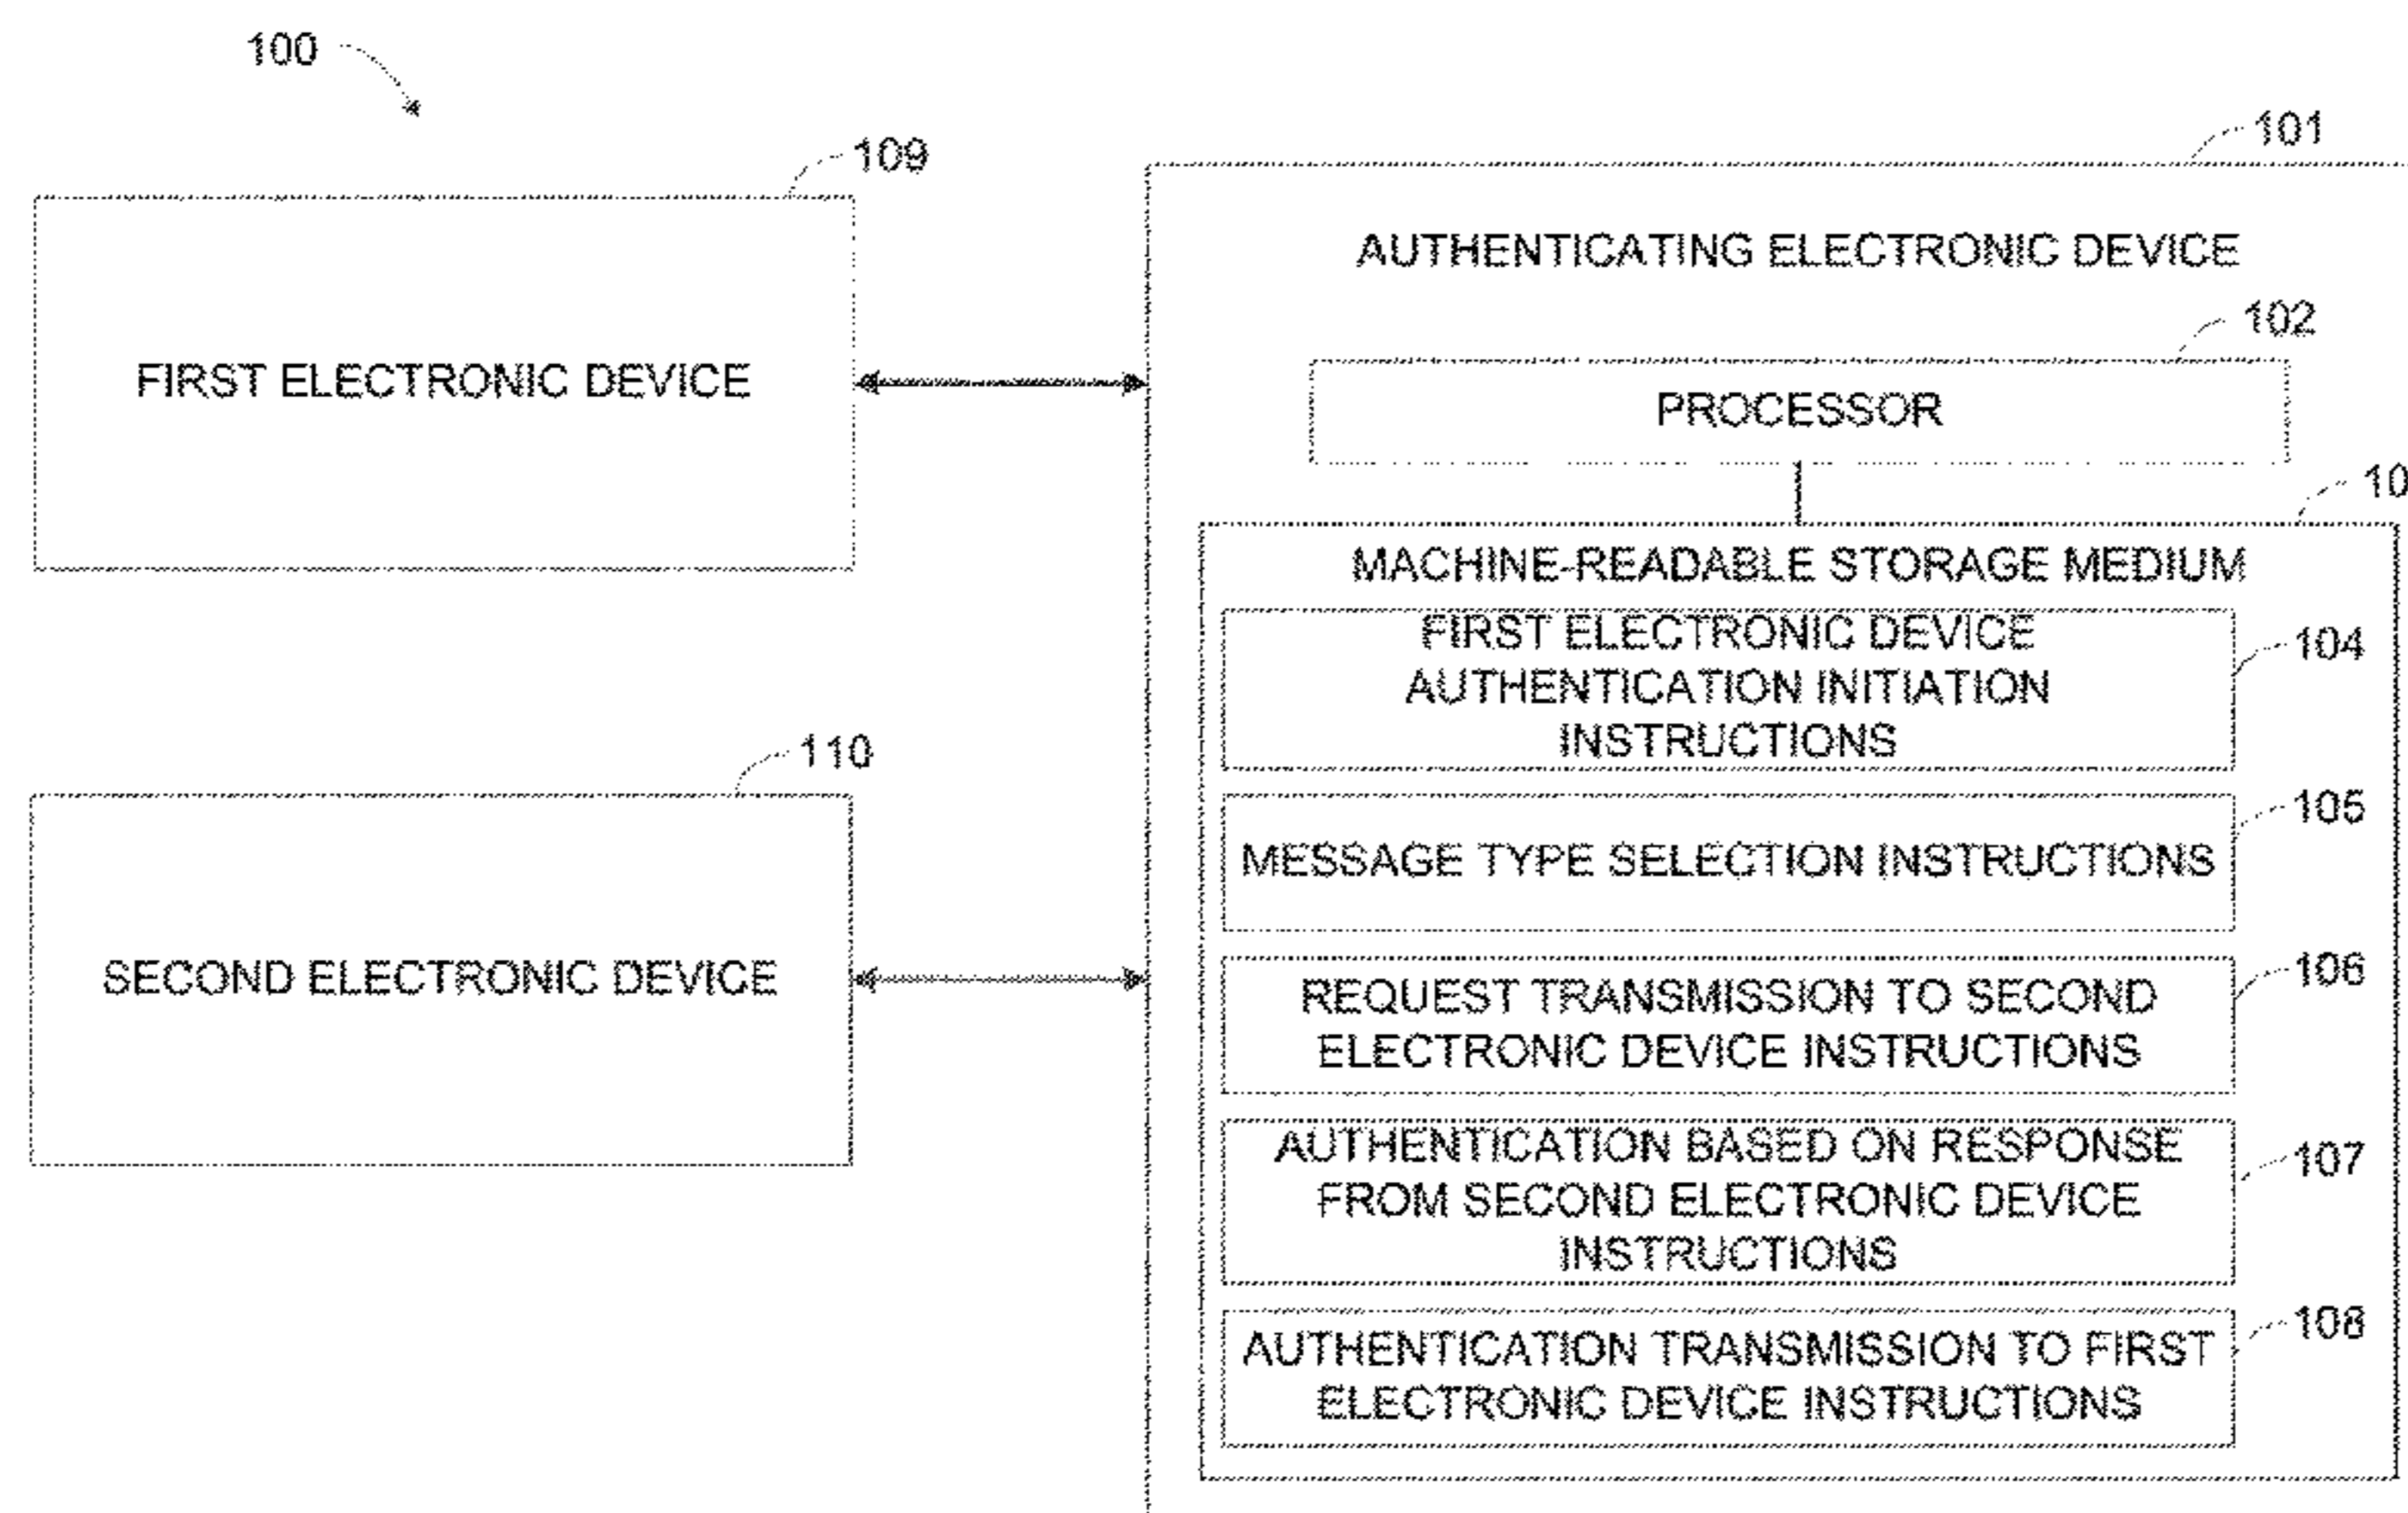 100
109
101
FIRST ELECTRONIC DEVICE
AUTHENTICATING ELECTRONIC DEVICE
102
PROCESSOR
10
MACHINE-READABLE STORAGE MEDIUM
FIRST ELECTRONIC DEVICE
AUTHENTICATION INITIATION
INSTRUCTIONS
104
110
SECOND ELECTRONIC DEVICE
MESSAGE TYPE SELECTION INSTRUCTIONS
105
REQUEST TRANSMISSION TO SECOND
ELECTRONIC DEVICE INSTRUCTIONS
106
AUTHENTICATION BASED ON RESPONSE
FROM SECOND ELECTRONIC DEVICE
INSTRUCTIONS
107
AUTHENTICATION TRANSMISSION TO FIRST
ELECTRONIC DEVICE INSTRUCTIONS
108